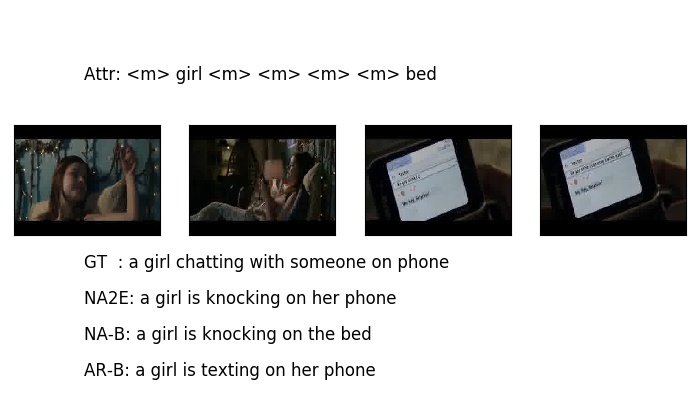 Attr: <m> girl <m> <m> <m> <m> bed
GT : a girl chatting with someone on phone
NA2E: a girl is knocking on her phone
NA-B: a girl is knocking on the bed
AR-B: a girl is texting on her phone